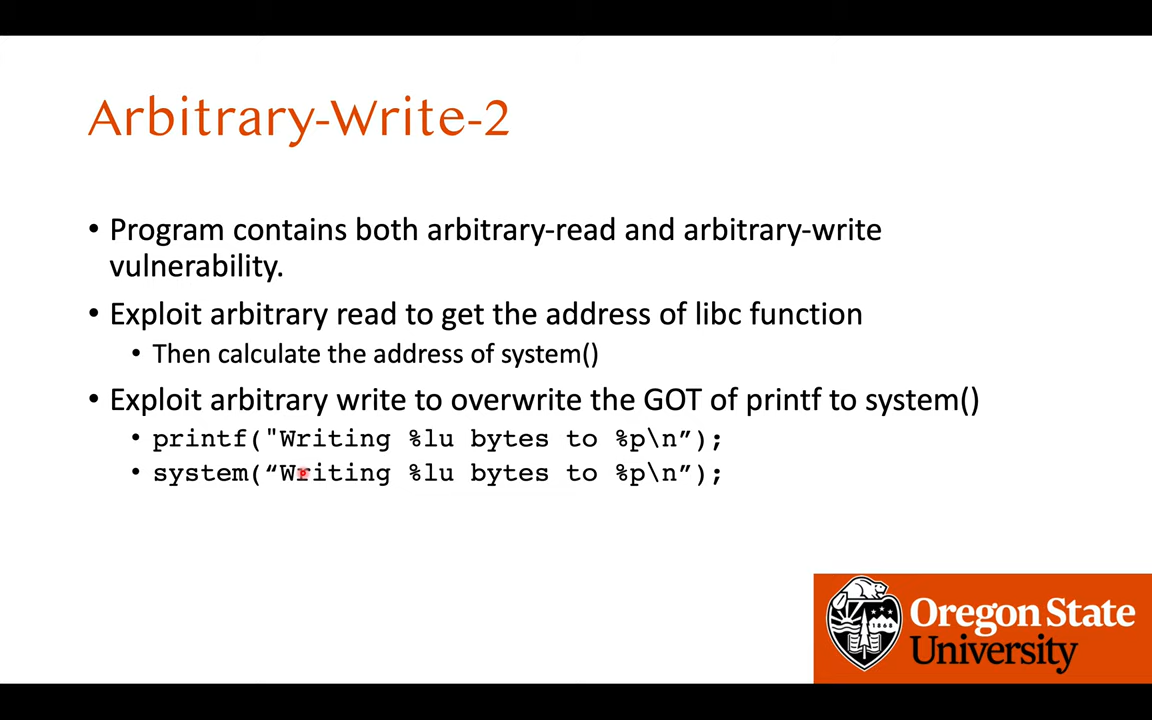 Arbitrary-Write-2
• Program contains both arbitrary-read and arbitrary-write
vulnerability.
• Exploit arbitrary read to get the address of libc function
• Then calculate the address of system()
• Exploit arbitrary write to overwrite the GOT of printf to system()
• printf("Writing %lu bytes to %p\n”);
• system(“Writing %lu bytes to %p\n”);
Oregon State
University